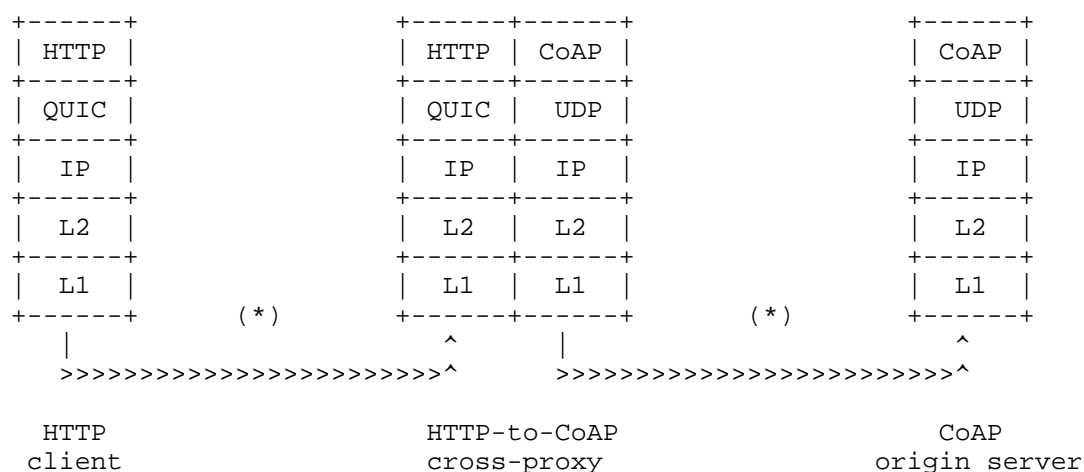 +------+                +------+------+                 +------+
| HTTP |                | HTTP | CoAP |                 | CoAP |
+------+                +------+------+                 +------+
| QUIC |                | QUIC |  UDP |                 |  UDP |
+------+                +------+------+                 +------+
|  IP  |                |  IP  |  IP  |                 |  IP  |
+------+                +------+------+                 +------+
|  L2  |                |  L2  |  L2  |                 |  L2  |
+------+                +------+------+                 +------+
|  L1  |                |  L1  |  L1  |                 |  L1  |
+------+      (*)       +------+------+      (*)        +------+
   |                       ^      |                        ^
   >>>>>>>>>>>>>>>>>>>>>>>>^      >>>>>>>>>>>>>>>>>>>>>>>>>^
  HTTP                    HTTP-to-CoAP                    CoAP
 client                   cross-proxy                 origin server